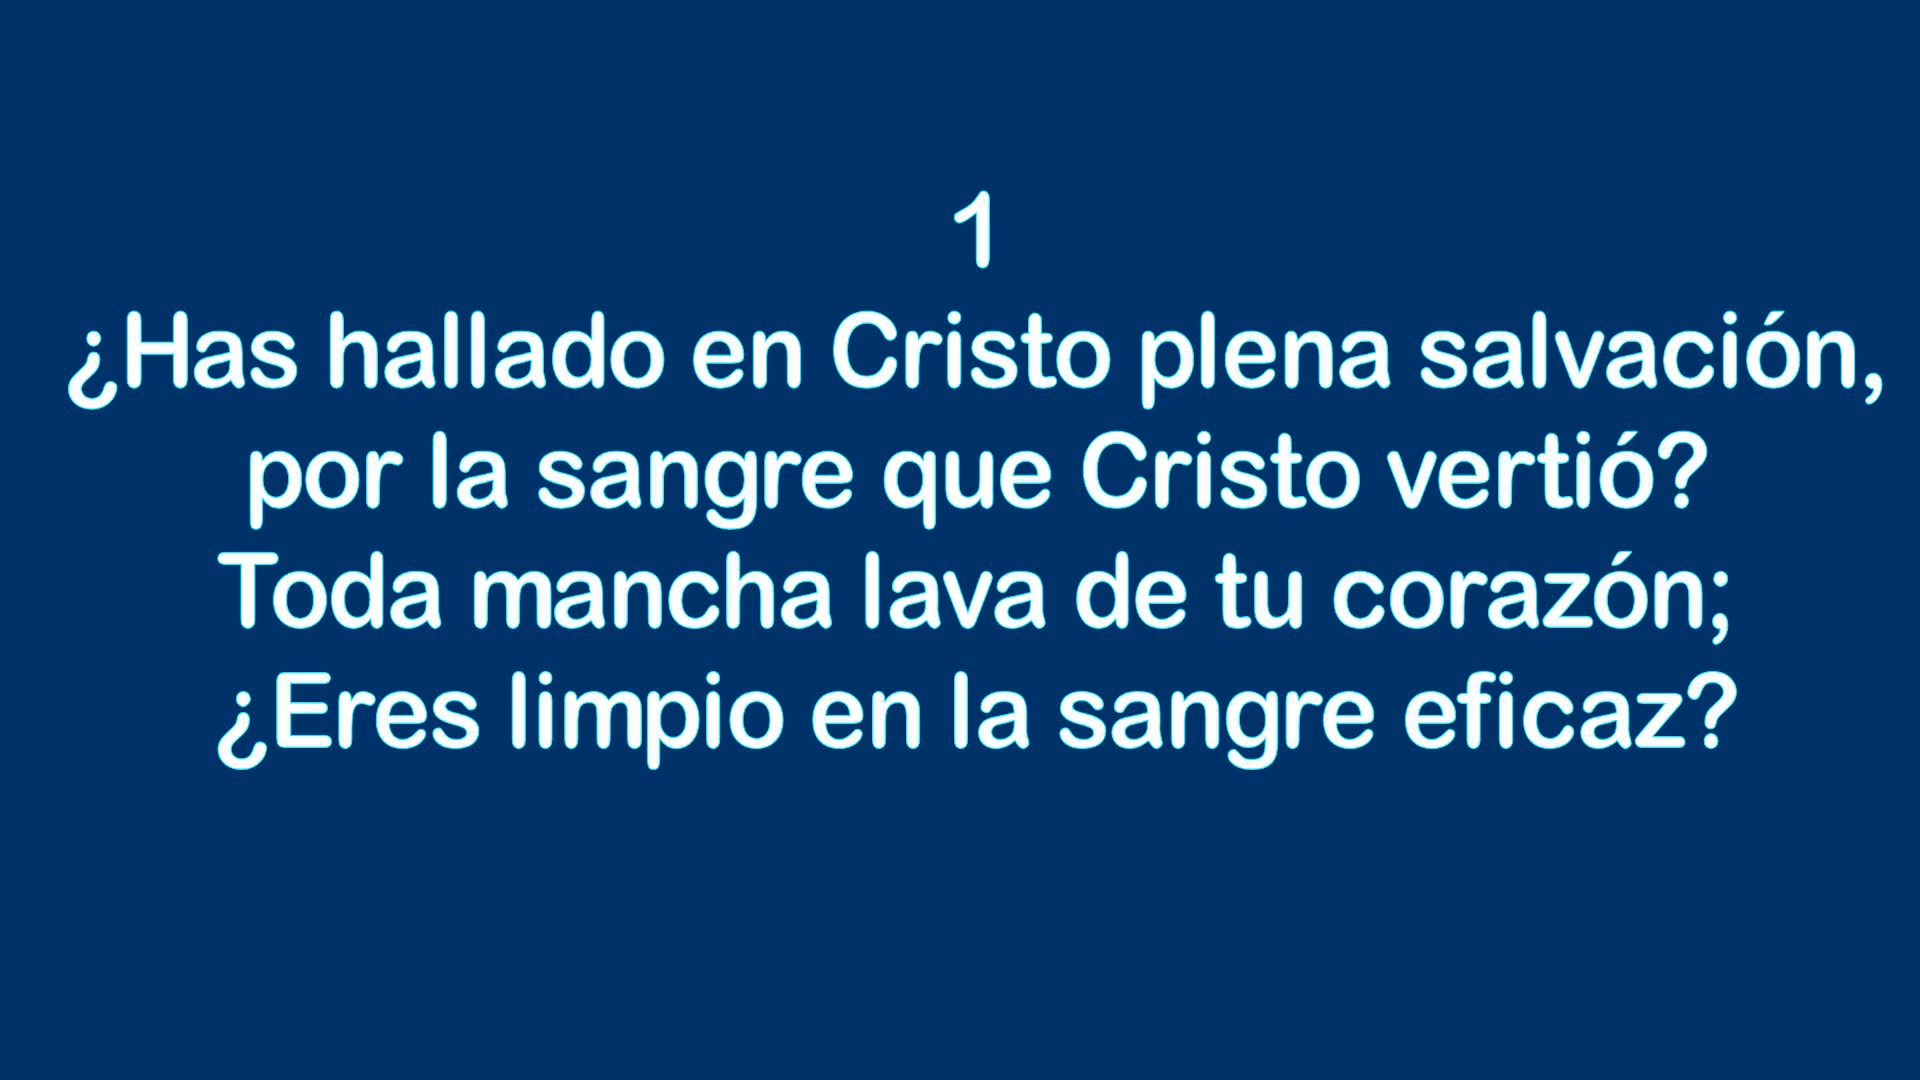 1
¿Has hallado en Cristo plena salvación,
por la sangre que Cristo vertió?
Toda mancha lava de tu corazón;
¿Eres limpio en la sangre eficaz?